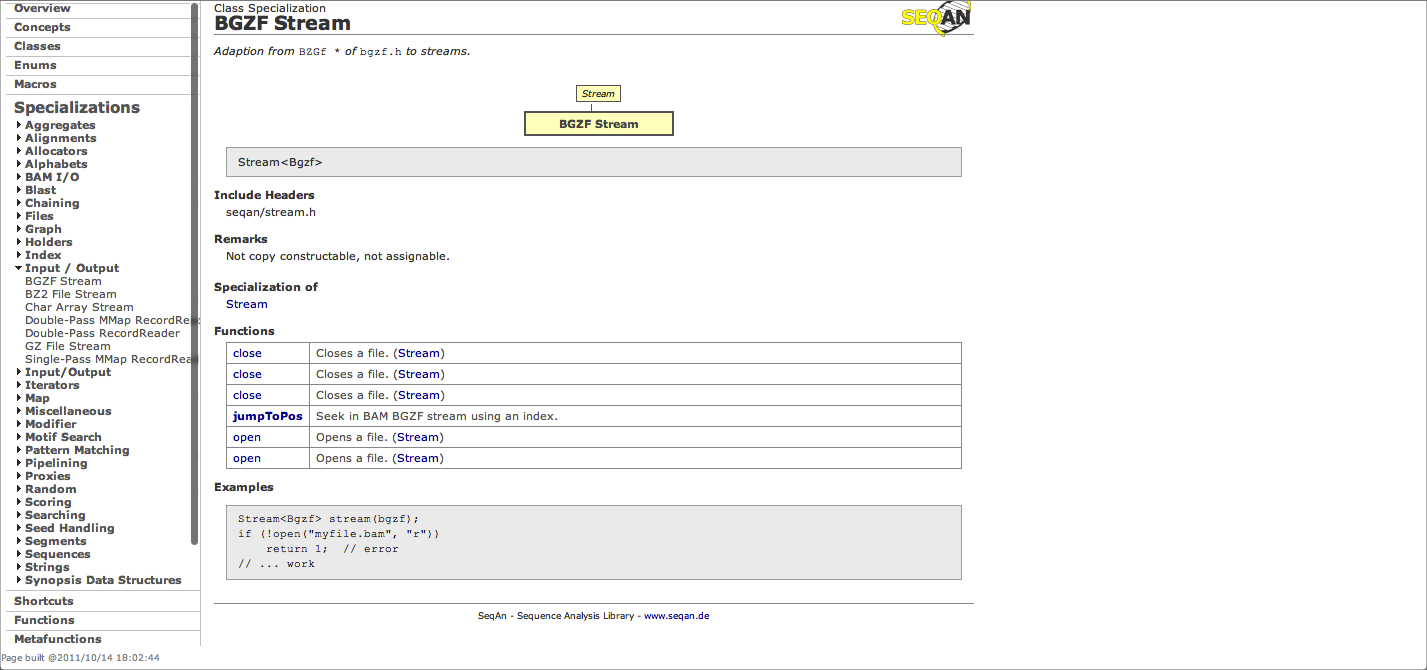 Overview
Concepts
Classes
Enums
Macros
Specializations
Aggregates
Alignments
Allocators
Alphabets
BAM I/O
Blast
Chaining
Files
Graph
Holders
Index
Input / Output
BGZF Stream
BZ2 File Stream
Char Array Stream
Double-Pass MMap RecordRea
Double-Pass RecordReader
GZ File Stream
Single-Pass MMap RecordRea
Input/Output
Iterators
Map
Miscellaneous
Modifier
Motif Search
Pattern Matching
Pipelining
Proxies
Random
Scoring
Searching
Seed Handling
Segments
Sequences
Strings
Synopsis Data Structures
Shortcuts
Functions
Metafunctions
Page built @2011/10/14 18:02:44
Class Specialization
BGZF Stream
SEQAN
Adaption from BZGf * of bgzf.h to streams.
Stream
BGZF Stream
Stream<Bgzf>
Include Headers
seqan/stream.h
Remarks
Not copy constructable, not assignable.
Specialization of
Stream
Functions
close Closes a file. (Stream)
close Closes a file. (Stream)
close Closes a file. (Stream)
jumpToPos Seek in BAM BGZF stream using an index.
open Opens a file. (Stream)
open Opens a file. (Stream)
Examples
Stream<Bgzf> stream(bgzf);
if (!open("myfile.bam", "r"))
    return 1;  // error
// ... work
SeqAn - Sequence Analysis Library - www.seqan.de